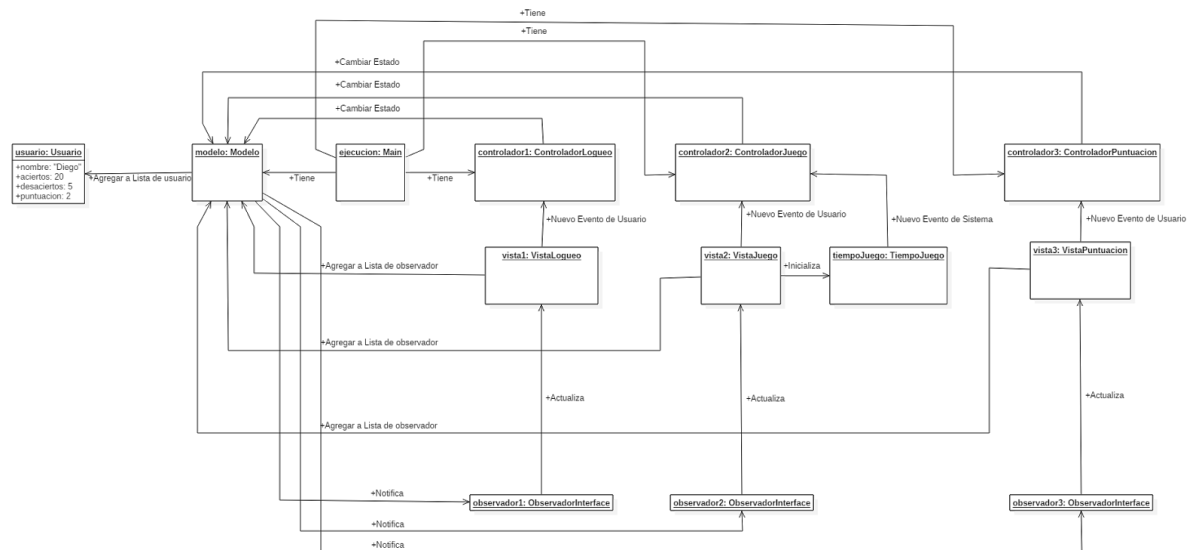 +Tiene
+Tiene
+Cambiar Estado
+Cambiar Estado
+Cambiar Estado
usuario: Usuario
+nombre: "Diego"
+aciertos: 20
+desaciertos: 5
+puntuacion: 2
+Agregar a Lista de usuario
modelo: Modelo
+Tiene
ejecucion: Main
+Tiene
controlador1: ControladorLogueo
controlador2: ControladorJuego
controlador3: ControladorPuntuacion
+Nuevo Evento de Usuario
+Nuevo Evento de Usuario
+Nuevo Evento de Sistema
+Nuevo Evento de Usuario
vista1: VistaLogueo
vista2: VistaJuego
+Inicializa
tiempoJuego: TiempoJuego
vista3: VistaPuntuacion
+Agregar a Lista de observador
+Agregar a Lista de observador
+Actualiza
+Actualiza
+Actualiza
+Agregar a Lista de observador
+Notifica
observador1: ObservadorInterface
observador2: ObservadorInterface
observador3: ObservadorInterface
+Notifica
+Notifica